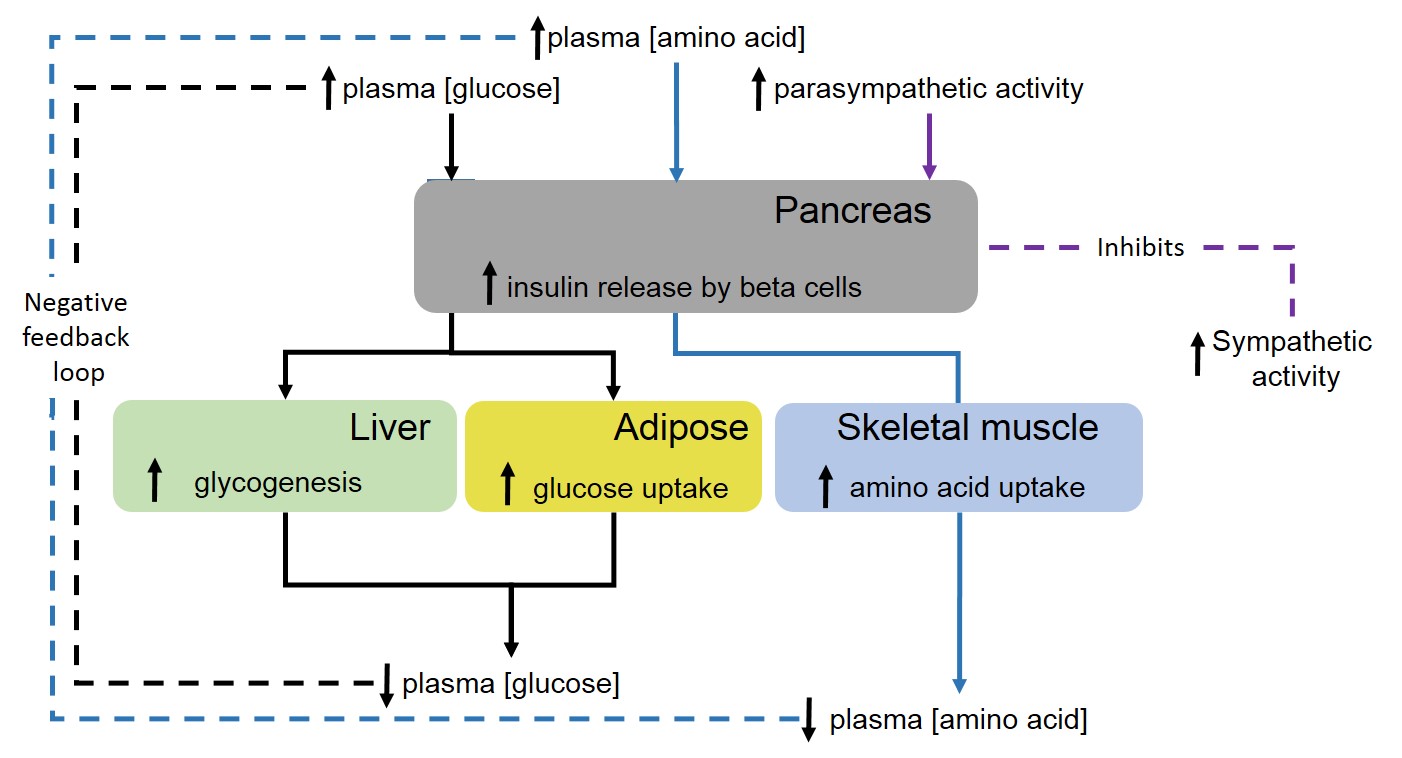 plasma [amino acid]
plasma [glucose]
parasympathetic activity
Pancreas
Inhibits
insulin release by beta cells
Negative
feedback
loop
Sympathetic
activity
Liver
Adipose
Skeletal muscle
glycogenesis
glucose uptake
amino acid uptake
plasma [glucose]
plasma [amino acid]